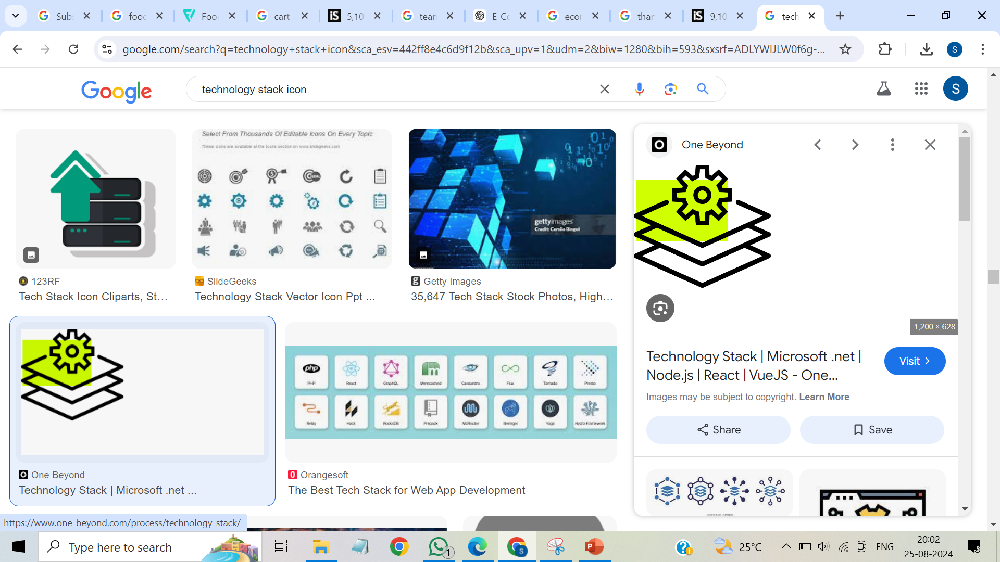 Sub
food
Foo
cart
5,10
tean
E-Co
ecor
than
9,10
tech
google.com/search?q=technology+stack+icon&sca_esv=442ff8e4c6d9f12b&sca_upv=1&udm=2&biw=1280&bih=593&sxsrf=ADLYWIJLW0f6g-...
S
Google
technology stack icon
S
Select From Thousands Of Editable Icons On Every Topic
These icons are available at the Icons section on www.slidegeeks.com
GOAL
gettyimages
Credit: Cemile Bingol
123RF
Tech Stack Icon Cliparts, St...
SlideGeeks
Technology Stack Vector Icon Ppt ...
Getty Images
35,647 Tech Stack Stock Photos, High...
One Beyond
1,200 × 628
Technology Stack | Microsoft .net |
Node.js | React | VueJS - One...
Visit
Images may be subject to copyright. Learn More
Share
Save
php
PHP
React
GraphQL
Memcached
Cassandra
Flux
Tornado
Presto
Relay
Hack
RocksDB
Prepack
McRouter
Beringei
Yoga
Hydra Framework
One Beyond
Technology Stack | Microsoft .net ...
Orangesoft
The Best Tech Stack for Web App Development
https://www.one-beyond.com/process/technology-stack/
Type here to search
1
S
P
25°C
ENG
20:02
25-08-2024